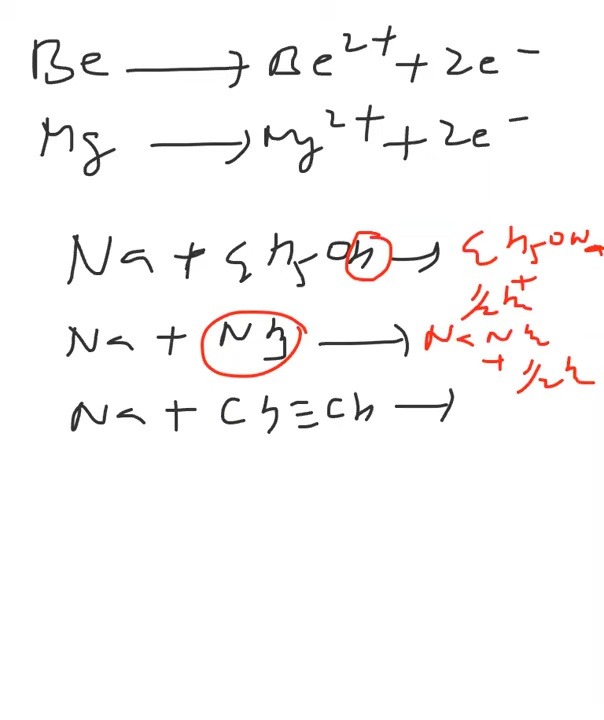 Be → Be²⁺ + 2e⁻
Mg → Mg²⁺ + 2e⁻
Na + C₂H₅OH → C₂H₅ONa
+ ½H₂
Na + NH₃ → NaNH₂
+ ½H₂
Na + CH≡CH →